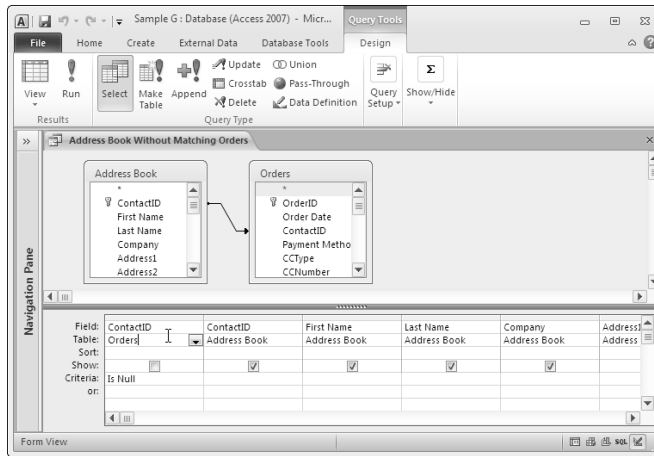 Sample G : Database (Access 2007) - Micr...
Query Tools
File Home Create External Data Database Tools Design
View Run Select Make Table Append
Update Union
Crosstab Pass-Through
Delete Data Definition
Query Setup Show/Hide
Results Query Type
Address Book Without Matching Orders
Navigation Pane
Address Book
*
ContactID
First Name
Last Name
Company
Address1
Address2
Orders
*
OrderID
Order Date
ContactID
Payment Metho
CCType
CCNumber
Field: ContactID ContactID First Name Last Name Company Address1
Table: Orders Address Book Address Book Address Book Address Book Address
Sort:
Show:
Criteria: Is Null
or:
Form View SQL